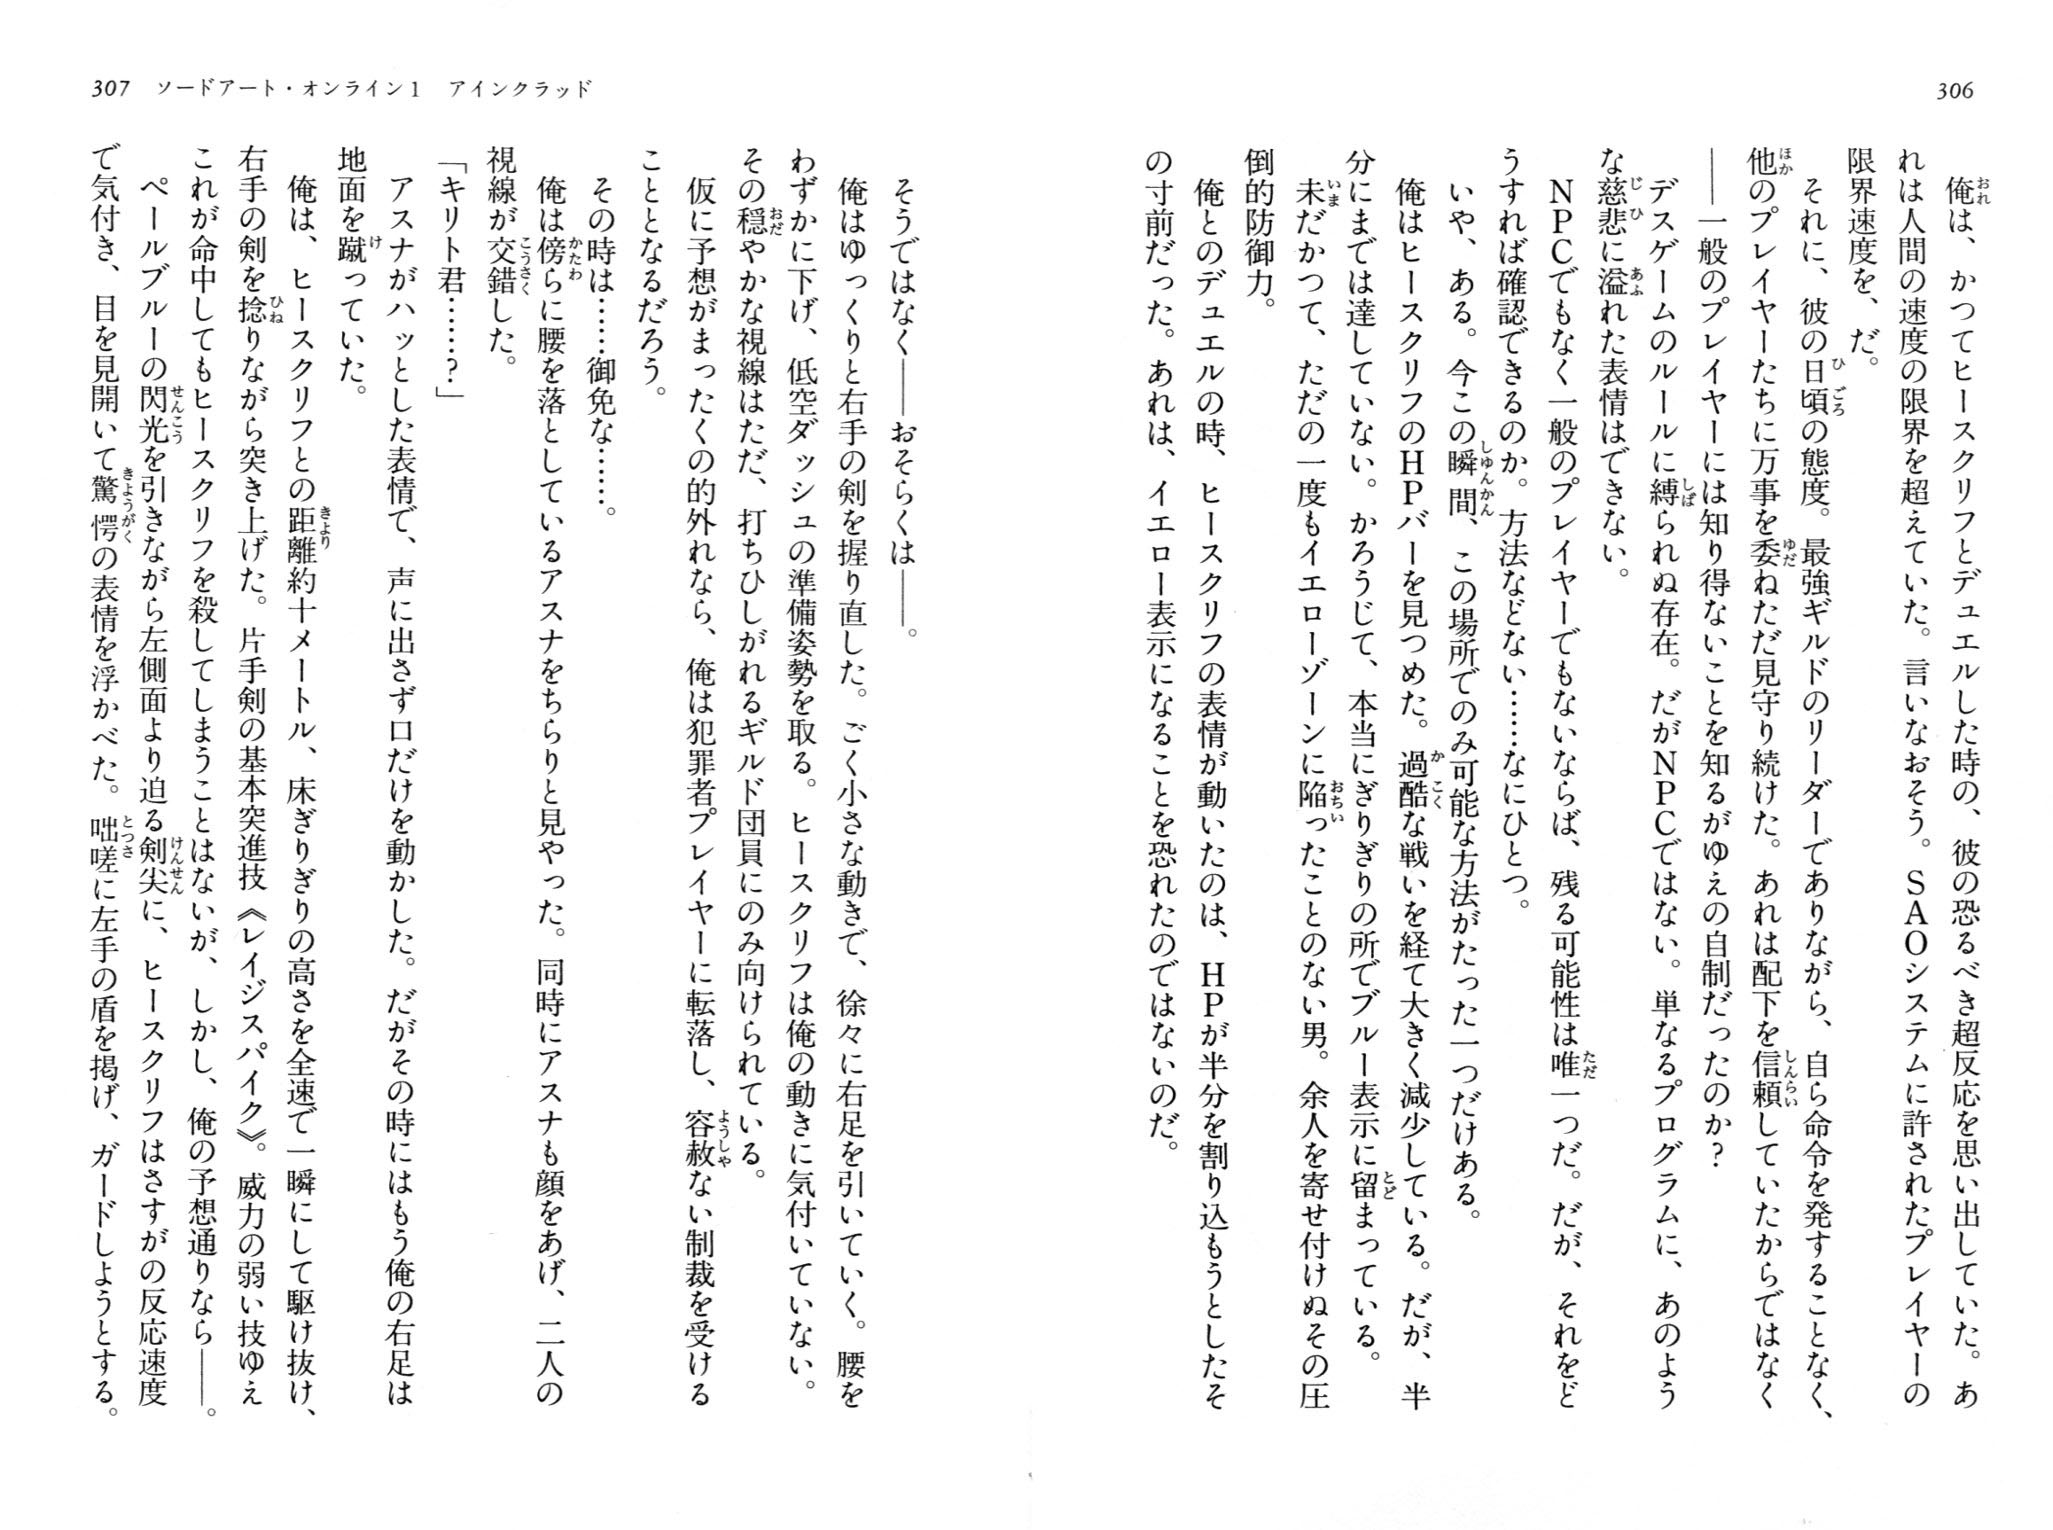 306
俺は、かつてヒースクリフとデュエルした時の、彼の恐るべき超反応を思い出していた。あ
れは人間の速度の限界を超えていた。言いなおそう。ＳＡＯシステムに許されたプレイヤーの
限界速度を、だ。
それに、彼の日頃の態度。最強ギルドのリーダーでありながら、自ら命令を発することなく、
他のプレイヤーたちに万事を委ねただ見守り続けた。あれは配下を信頼していたからではなく
――一般のプレイヤーには知り得ないことを知るがゆえの自制だったのか？
デスゲームのルールに縛られぬ存在。だがＮＰＣではない。単なるプログラムに、あのよう
な慈悲に溢れた表情はできない。
ＮＰＣでもなく一般のプレイヤーでもないならば、残る可能性は唯一つだ。だが、それをど
うすれば確認できるのか。方法などない……なにひとつ。
いや、ある。今この瞬間、この場所でのみ可能な方法がたった一つだけある。
俺はヒースクリフのＨＰバーを見つめた。過酷な戦いを経て大きく減少している。だが、半
分にまでは達していない。かろうじて、本当にぎりぎりの所でブルー表示に留まっている。
未だかつて、ただの一度もイエローゾーンに陥ったことのない男。余人を寄せ付けぬその圧
倒的防御力。
俺とのデュエルの時、ヒースクリフの表情が動いたのは、ＨＰが半分を割り込もうとしたそ
の寸前だった。あれは、イエロー表示になることを恐れたのではないのだ。
307 ソードアート・オンライン1 アインクラッド
そうではなく――おそらくは――。
俺はゆっくりと右手の剣を握り直した。ごく小さな動きで、徐々に右足を引いていく。腰を
わずかに下げ、低空ダッシュの準備姿勢を取る。ヒースクリフは俺の動きに気付いていない。
その穏やかな視線はただ、打ちひしがれるギルド団員にのみ向けられている。
仮に予想がまったくの的外れなら、俺は犯罪者プレイヤーに転落し、容赦ない制裁を受ける
こととなるだろう。
その時は……御免な……。
俺は傍らに腰を落としているアスナをちらりと見やった。同時にアスナも顔をあげ、二人の
視線が交錯した。
「キリト君……？」
アスナがハッとした表情で、声に出さず口だけを動かした。だがその時にはもう俺の右足は
地面を蹴っていた。
俺は、ヒースクリフとの距離約十メートル、床ぎりぎりの高さを全速で一瞬にして駆け抜け、
右手の剣を捻りながら突き上げた。片手剣の基本突進技《レイジスパイク》。威力の弱い技ゆえ
これが命中してもヒースクリフを殺してしまうことはないが、しかし、俺の予想通りなら――。
ペールブルーの閃光を引きながら左側面より迫る剣尖に、ヒースクリフはさすがの反応速度
で気付き、目を見開いて驚愕の表情を浮かべた。咄嗟に左手の盾を掲げ、ガードしようとする。